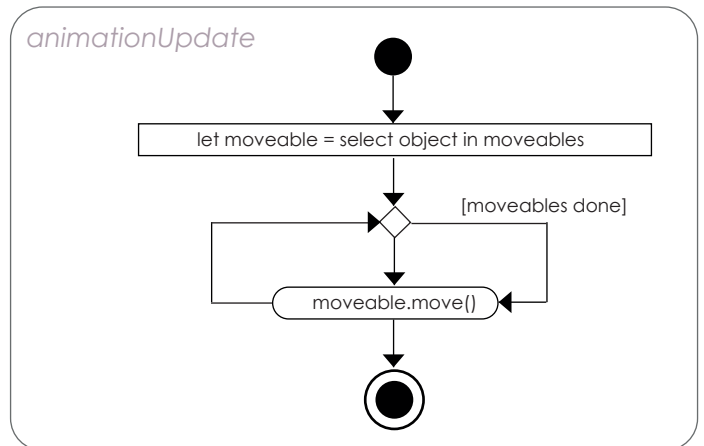 animationUpdate
let moveable = select object in moveables
[moveables done]
moveable.move()